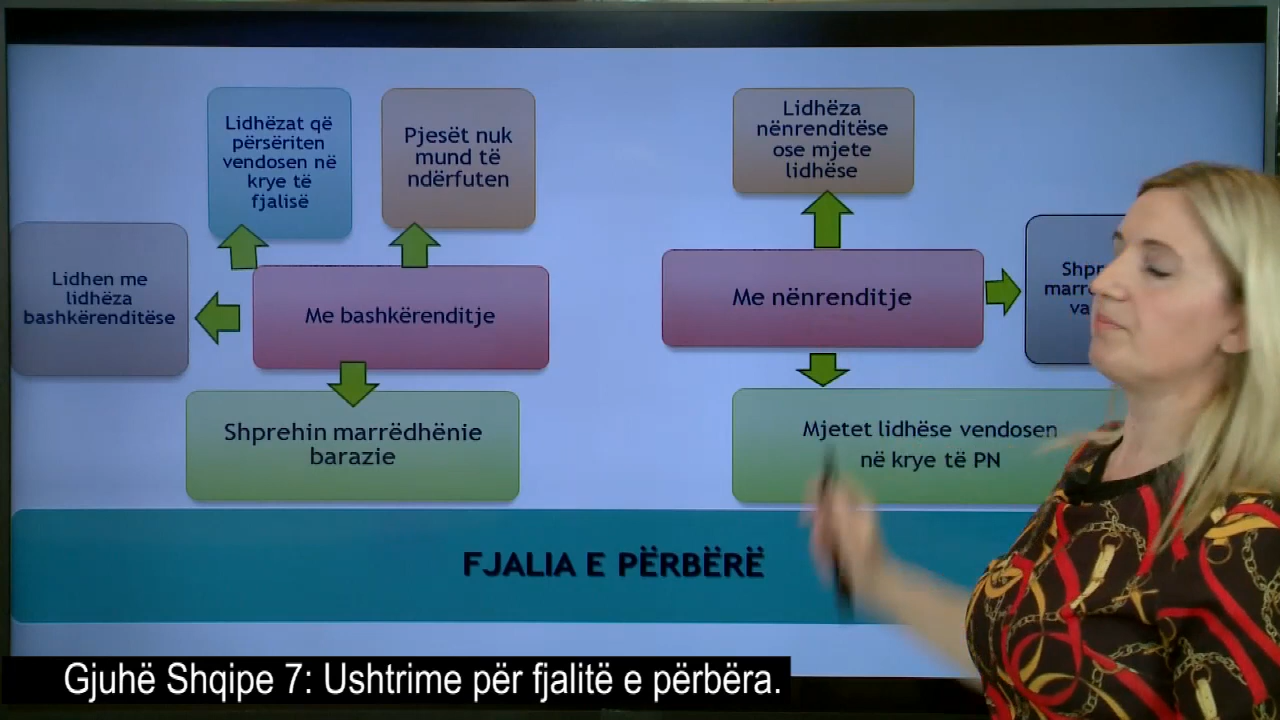 Lidhëzat që
përsëriten
vendosen në
krye të
fjalisë
Pjesët nuk
mund të
ndërfuten
Lidhen me
lidhëza
bashkërenditëse
Me bashkërenditje
Shprehin marrëdhënie
barazie
Lidhëza
nënrenditëse
ose mjete
lidhëse
Me nënrenditje
Mjetet lidhëse vendosen
në krye të PN
FJALIA E PËRBËRË
Gjuhë Shqipe 7: Ushtrime për fjalitë e përbëra.